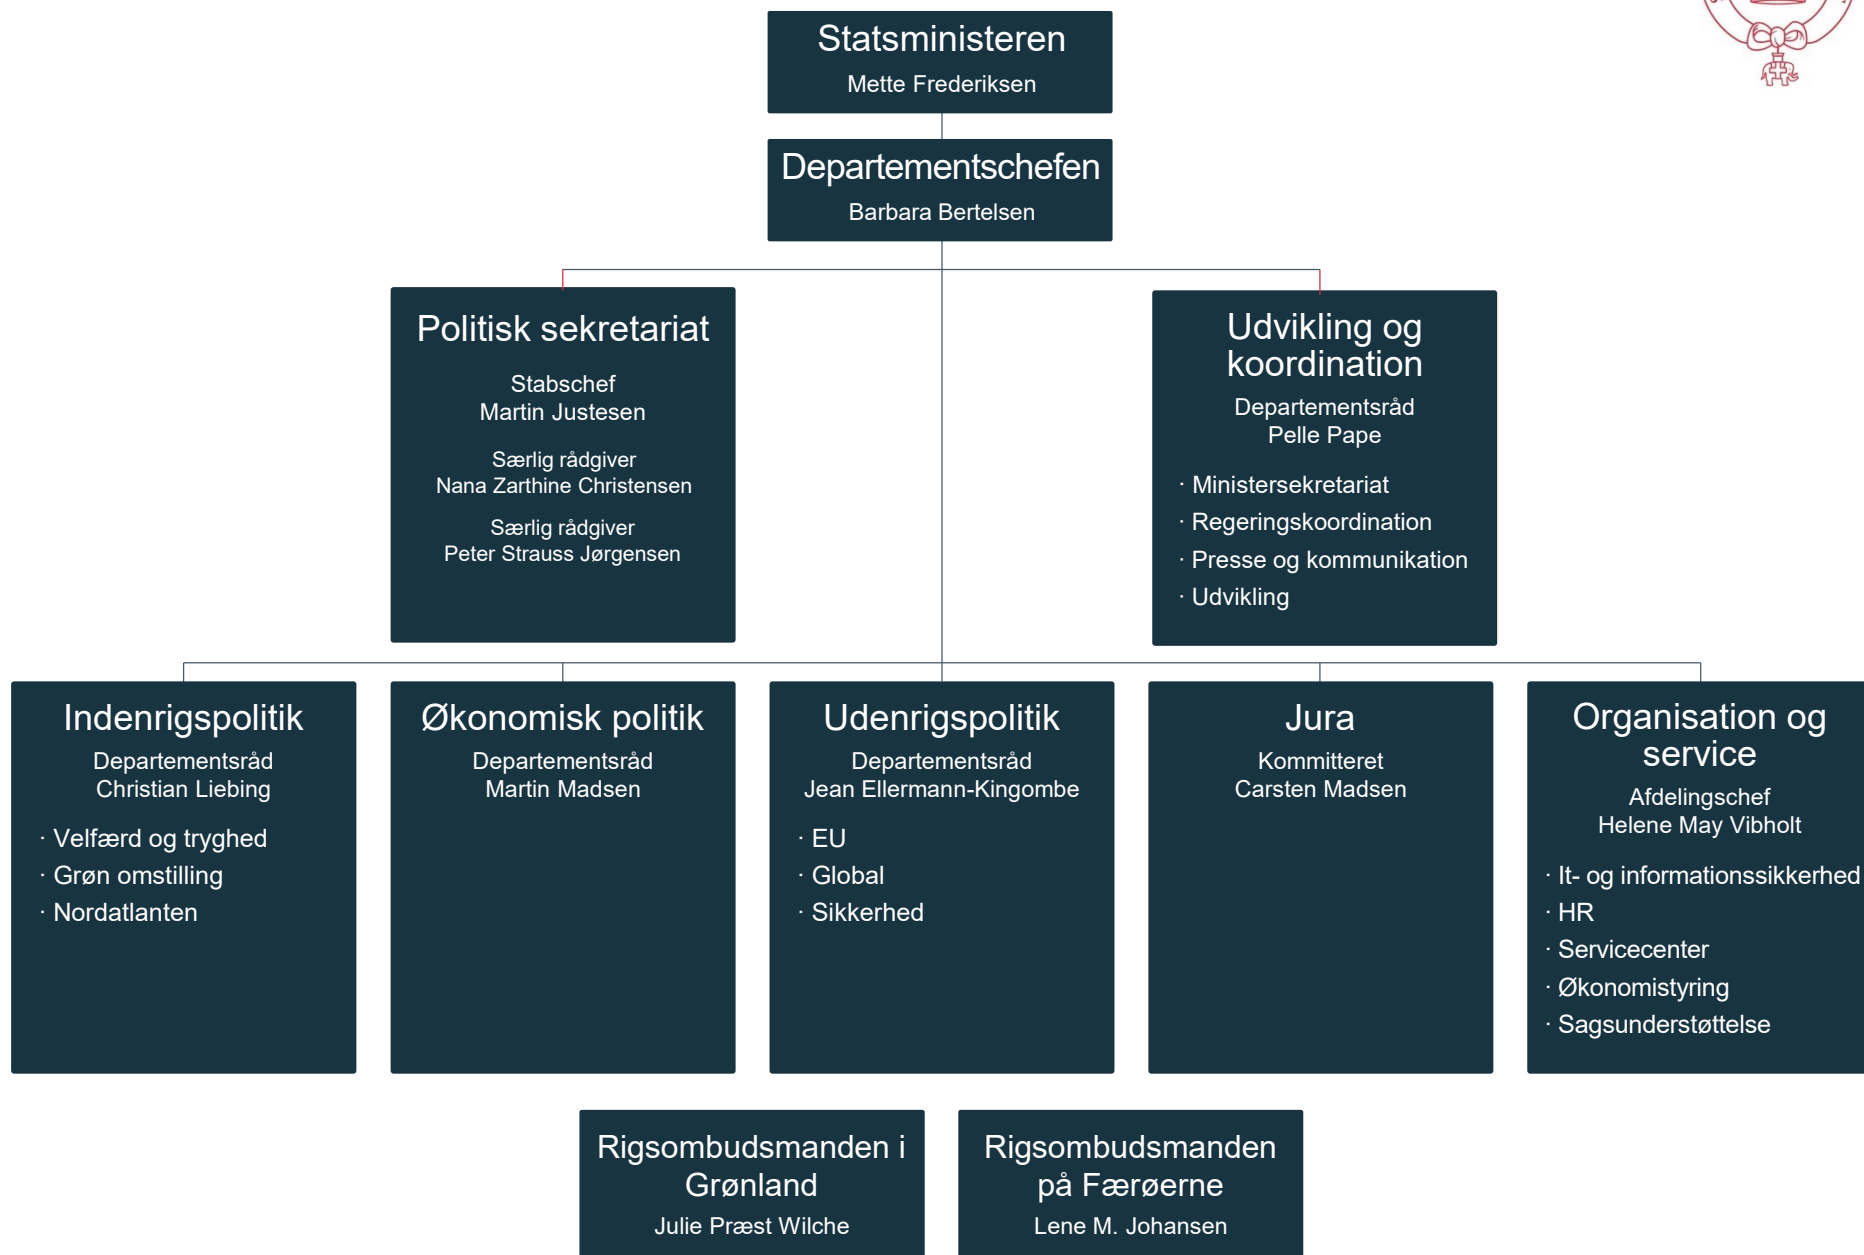 Statsministeren
Mette Frederiksen
Departementschefen
Barbara Bertelsen
Politisk sekretariat
Stabschef
Martin Justesen
Særlig rådgiver
Nana Zarthine Christensen
Særlig rådgiver
Peter Strauss Jørgensen
Udvikling og
koordination
Departementsråd
Pelle Pape
· Ministersekretariat
· Regeringskoordination
· Presse og kommunikation
· Udvikling
Indenrigspolitik
Departementsråd
Christian Liebing
· Velfærd og tryghed
· Grøn omstilling
· Nordatlanten
Økonomisk politik
Departementsråd
Martin Madsen
Udenrigspolitik
Departementsråd
Jean Ellermann-Kingombe
· EU
· Global
· Sikkerhed
Jura
Kommitteret
Carsten Madsen
Organisation og
service
Afdelingschef
Helene May Vibholt
· It- og informationssikkerhed
· HR
· Servicecenter
· Økonomistyring
· Sagsunderstøttelse
Rigsombudsmanden i
Grønland
Julie Præst Wilche
Rigsombudsmanden
på Færøerne
Lene M. Johansen